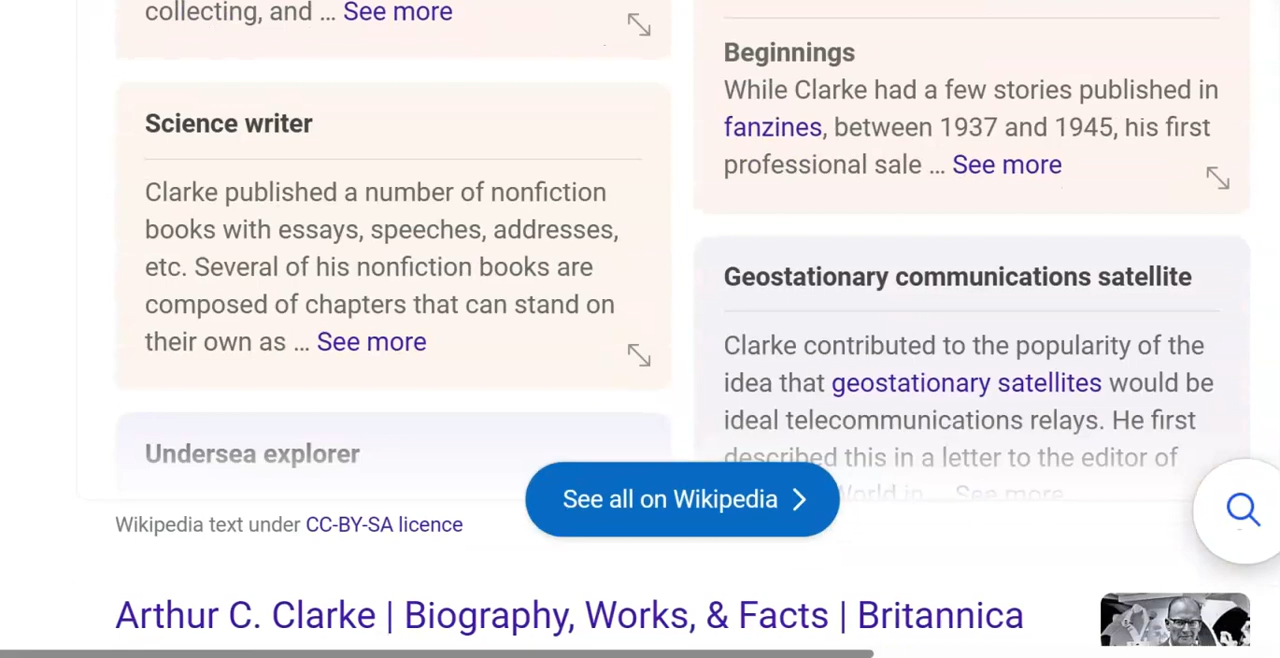 collecting, and ... See more
Science writer
Clarke published a number of nonfiction
books with essays, speeches, addresses,
etc. Several of his nonfiction books are
composed of chapters that can stand on
their own as ... See more
Undersea explorer
Beginnings
While Clarke had a few stories published in
fanzines, between 1937 and 1945, his first
professional sale ... See more
Geostationary communications satellite
Clarke contributed to the popularity of the
idea that geostationary satellites would be
ideal telecommunications relays. He first
described this in a letter to the editor of
World in ... See more
See all on Wikipedia
Wikipedia text under CC-BY-SA licence
Arthur C. Clarke | Biography, Works, & Facts | Britannica